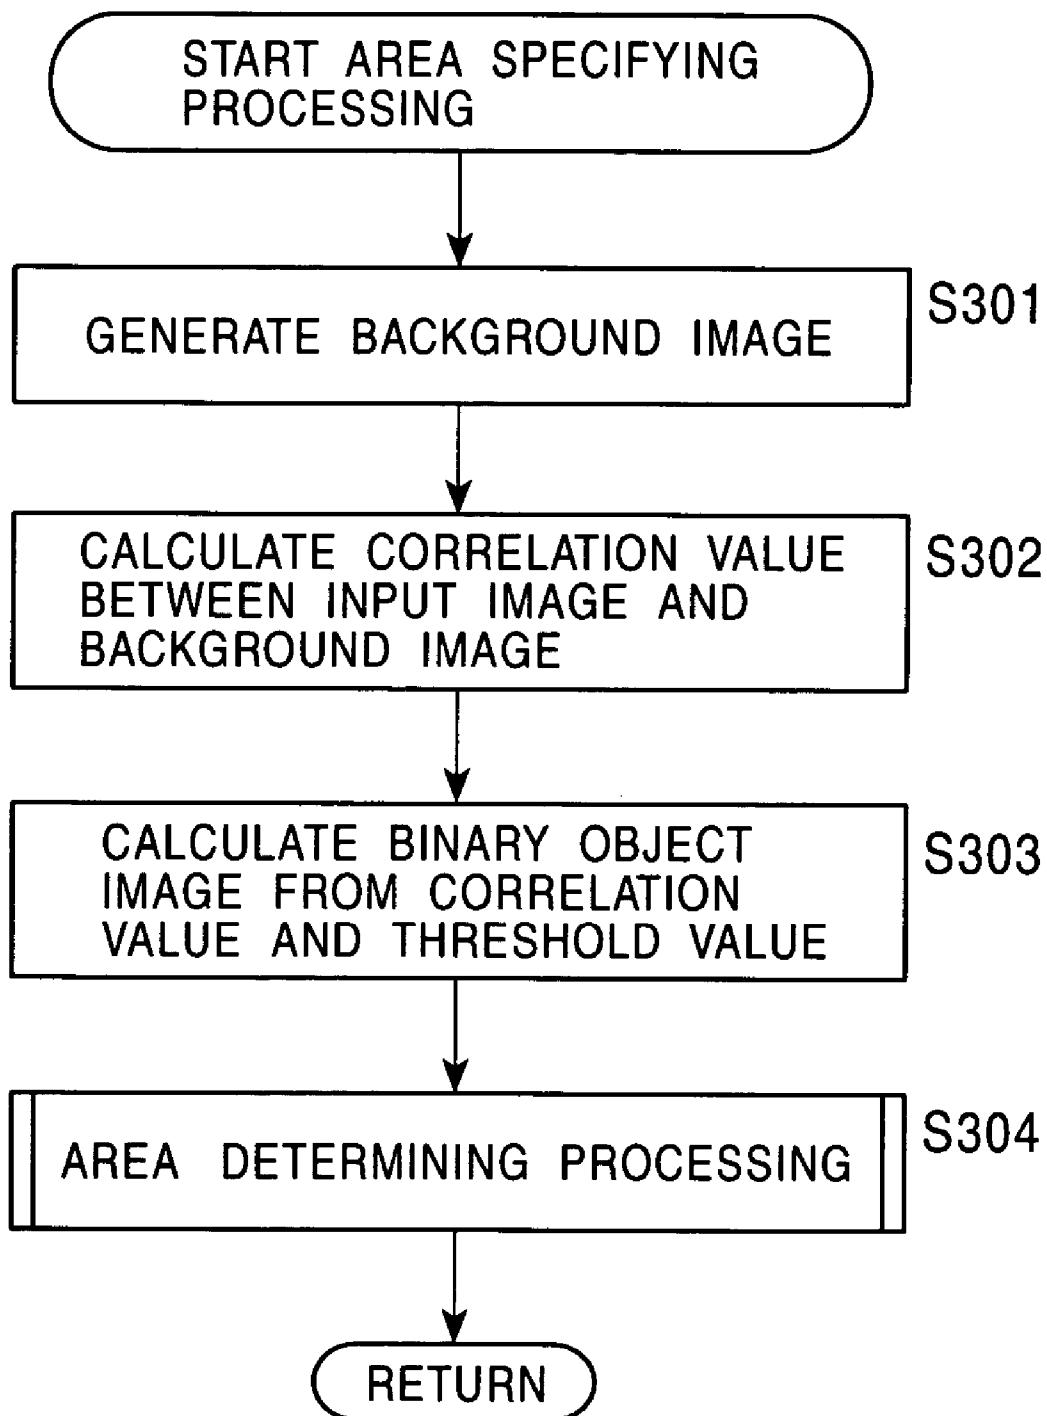 START AREA SPECIFYING
PROCESSING
GENERATE BACKGROUND IMAGE
S301
CALCULATE CORRELATION VALUE
BETWEEN INPUT IMAGE AND
BACKGROUND IMAGE
S302
CALCULATE BINARY OBJECT
IMAGE FROM CORRELATION
VALUE AND THRESHOLD VALUE
S303
AREA DETERMINING PROCESSING
S304
RETURN